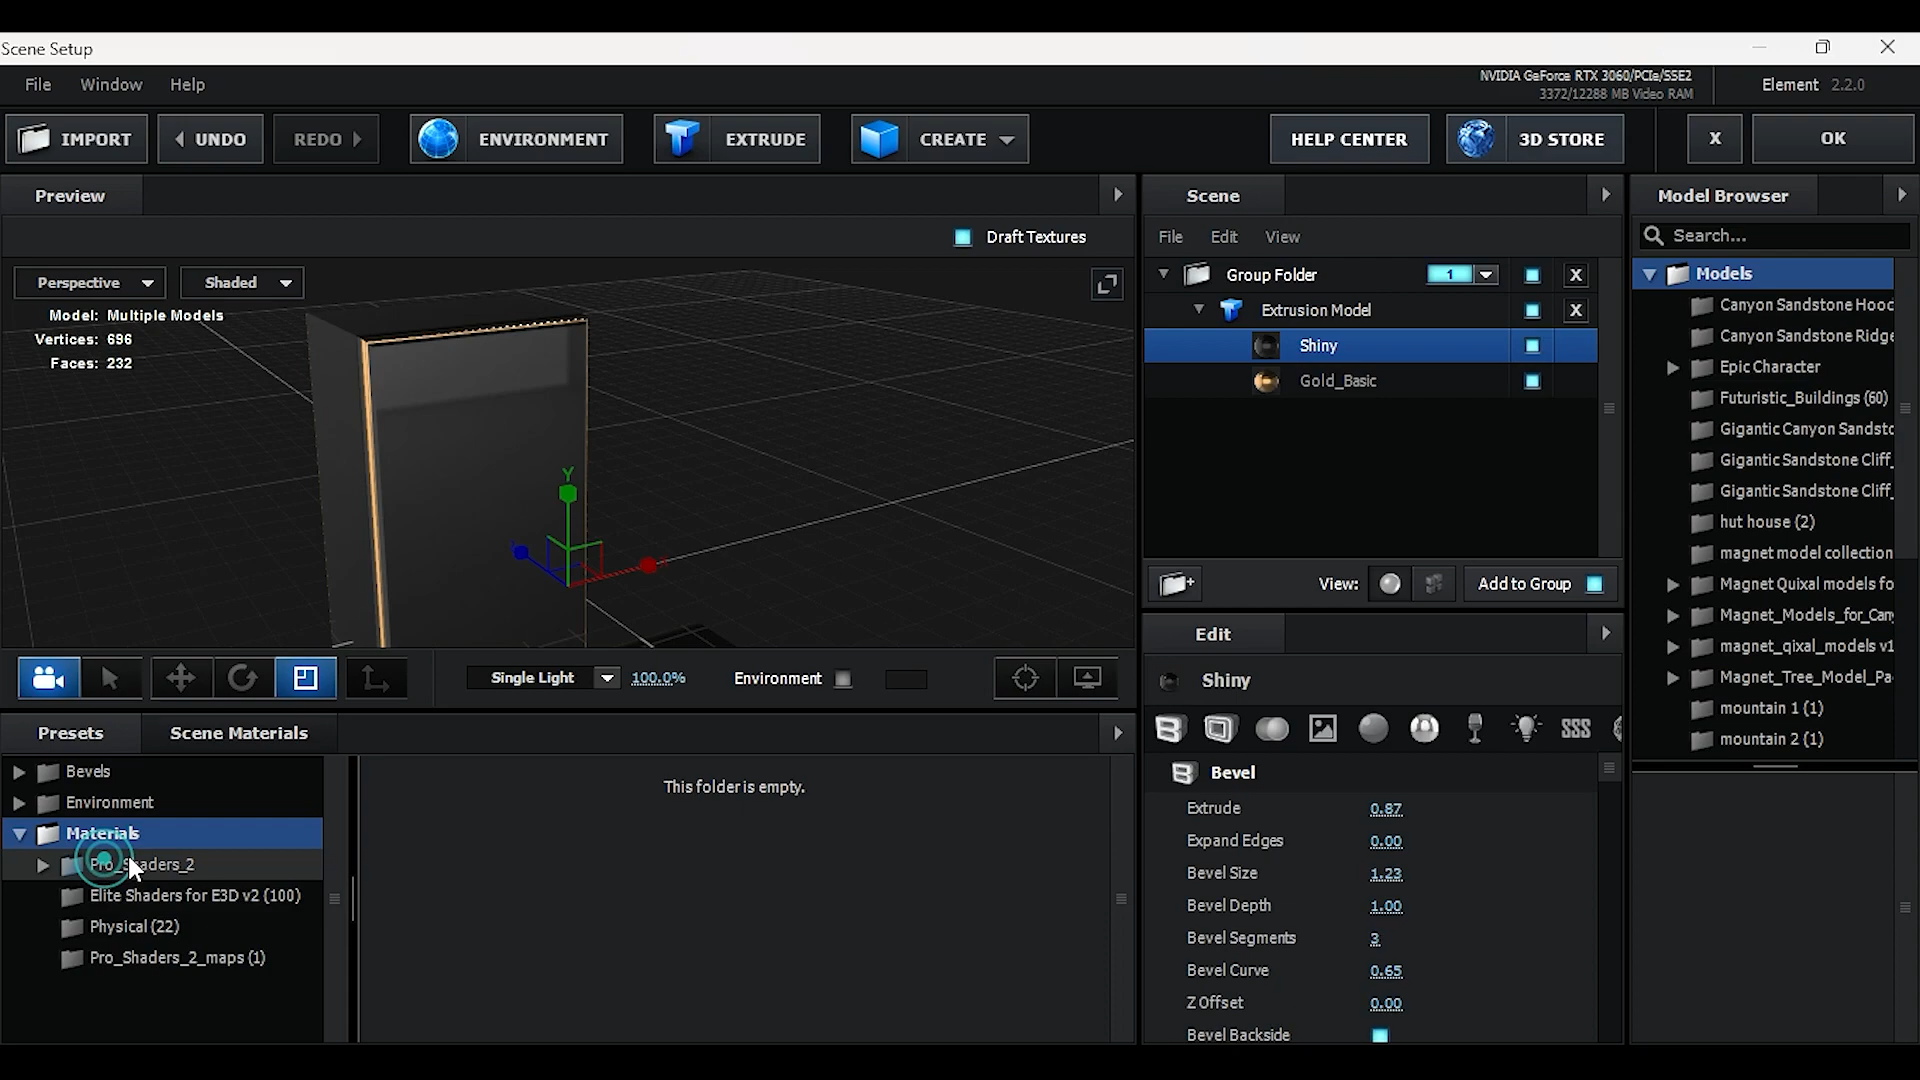 Scene Setup
File Window Help
NVIDIA GeForce RTX 3060/PCIe/SSE2
3372/12288 MB Video RAM
Element 2.2.0
IMPORT UNDO REDO ENVIRONMENT EXTRUDE CREATE HELP CENTER 3D STORE X OK
Preview
Draft Textures
Perspective Shaded
Model: Multiple Models
Vertices: 696
Faces: 232
Y
Single Light 100.0% Environment
Presets Scene Materials
Bevels
Environment
Materials
Pro_Shaders_2
Elite Shaders for E3D v2 (100)
Physical (22)
Pro_Shaders_2_maps (1)
This folder is empty.
Scene
File Edit View
Group Folder 1 X
Extrusion Model X
Shiny
Gold_Basic
View: Add to Group
Edit
Shiny
SSS
Bevel
Extrude 0.87
Expand Edges 0.00
Bevel Size 1.23
Bevel Depth 1.00
Bevel Segments 3
Bevel Curve 0.65
Z Offset 0.00
Bevel Backside
Model Browser
Search...
Models
Canyon Sandstone Hood
Canyon Sandstone Ridge
Epic Character
Futuristic_Buildings (60)
Gigantic Canyon Sandsto
Gigantic Sandstone Cliff_
Gigantic Sandstone Cliff_
hut house (2)
magnet model collection
Magnet Quixal models fo
Magnet_Models_for_Can
magnet_qixal_models v1
Magnet_Tree_Model_Pa
mountain 1 (1)
mountain 2 (1)